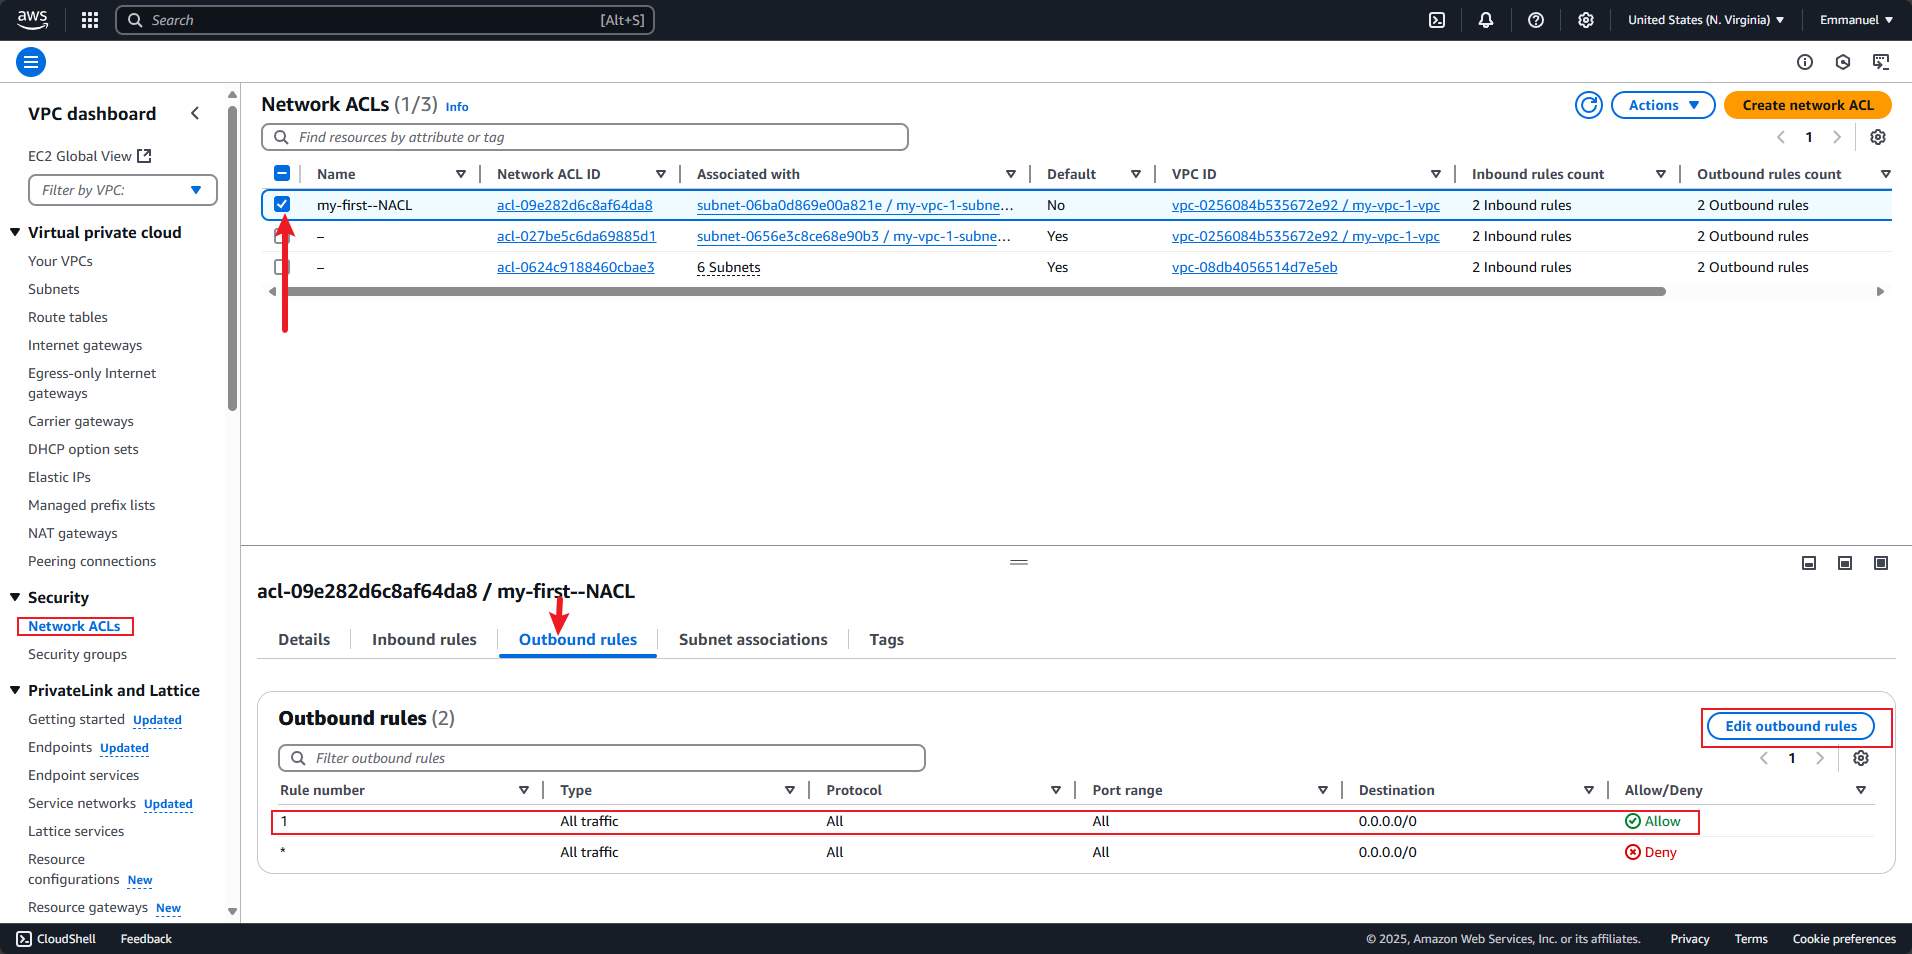 aws
Search [Alt+S]
United States (N. Virginia) Emmanuel
VPC dashboard
EC2 Global View
Filter by VPC:
Virtual private cloud
Your VPCs
Subnets
Route tables
Internet gateways
Egress-only Internet
gateways
Carrier gateways
DHCP option sets
Elastic IPs
Managed prefix lists
NAT gateways
Peering connections
Security
Network ACLs
Security groups
PrivateLink and Lattice
Getting started Updated
Endpoints Updated
Endpoint services
Service networks Updated
Lattice services
Resource
configurations New
Resource gateways New
Network ACLs (1/3) Info
Actions
Create network ACL
Find resources by attribute or tag
1
Name Network ACL ID Associated with Default VPC ID Inbound rules count Outbound rules count
my-first--NACL acl-09e282d6c8af64da8 subnet-06ba0d869e00a821e / my-vpc-1-subne... No vpc-0256084b535672e92 / my-vpc-1-vpc 2 Inbound rules 2 Outbound rules
– acl-027be5c6da69885d1 subnet-0656e3c8ce68e90b3 / my-vpc-1-subne... Yes vpc-0256084b535672e92 / my-vpc-1-vpc 2 Inbound rules 2 Outbound rules
– acl-0624c9188460cbae3 6 Subnets Yes vpc-08db4056514d7e5eb 2 Inbound rules 2 Outbound rules
acl-09e282d6c8af64da8 / my-first--NACL
Details Inbound rules Outbound rules Subnet associations Tags
Outbound rules (2)
Edit outbound rules
Filter outbound rules
1
Rule number Type Protocol Port range Destination Allow/Deny
1 All traffic All All 0.0.0.0/0 Allow
* All traffic All All 0.0.0.0/0 Deny
CloudShell Feedback © 2025, Amazon Web Services, Inc. or its affiliates. Privacy Terms Cookie preferences